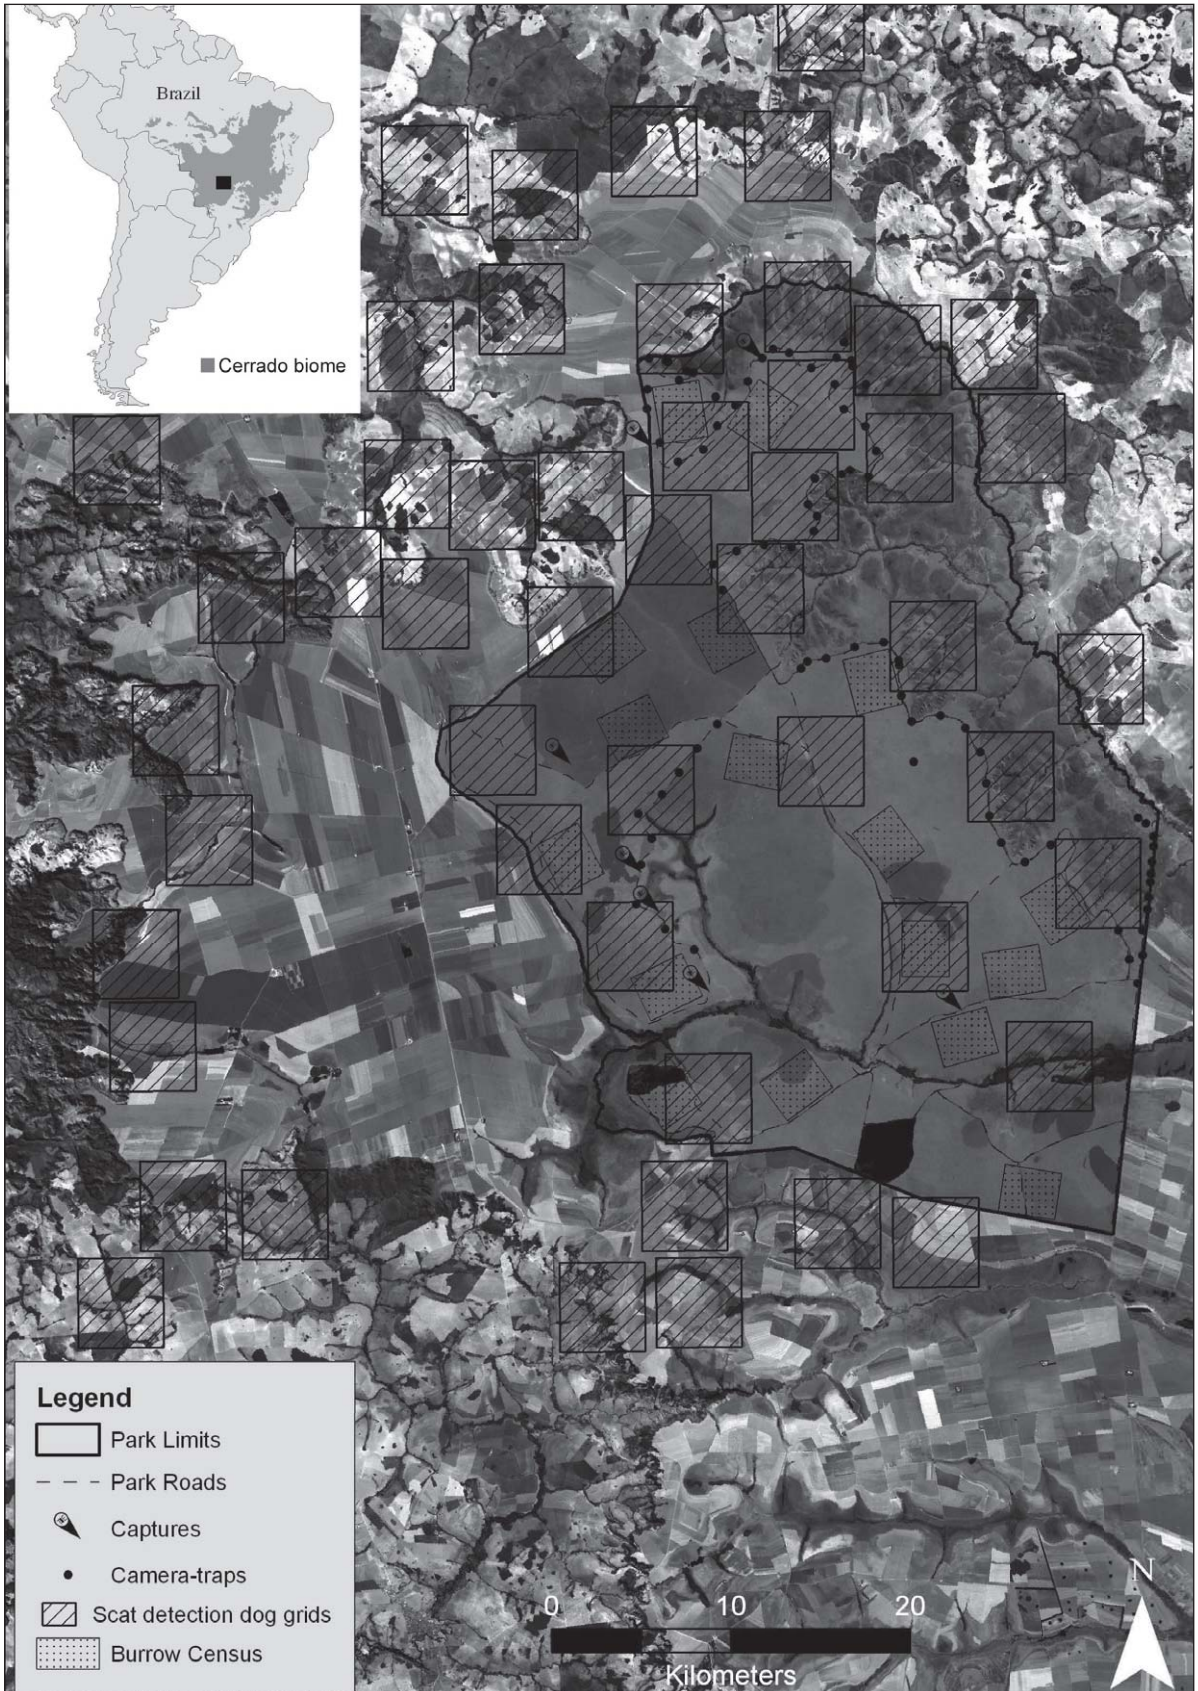 Brazil
Cerrado biome
Legend
Park Limits
Park Roads
Captures
Camera-traps
Scat detection dog grids
Burrow Census
0 10 20
Kilometers
N